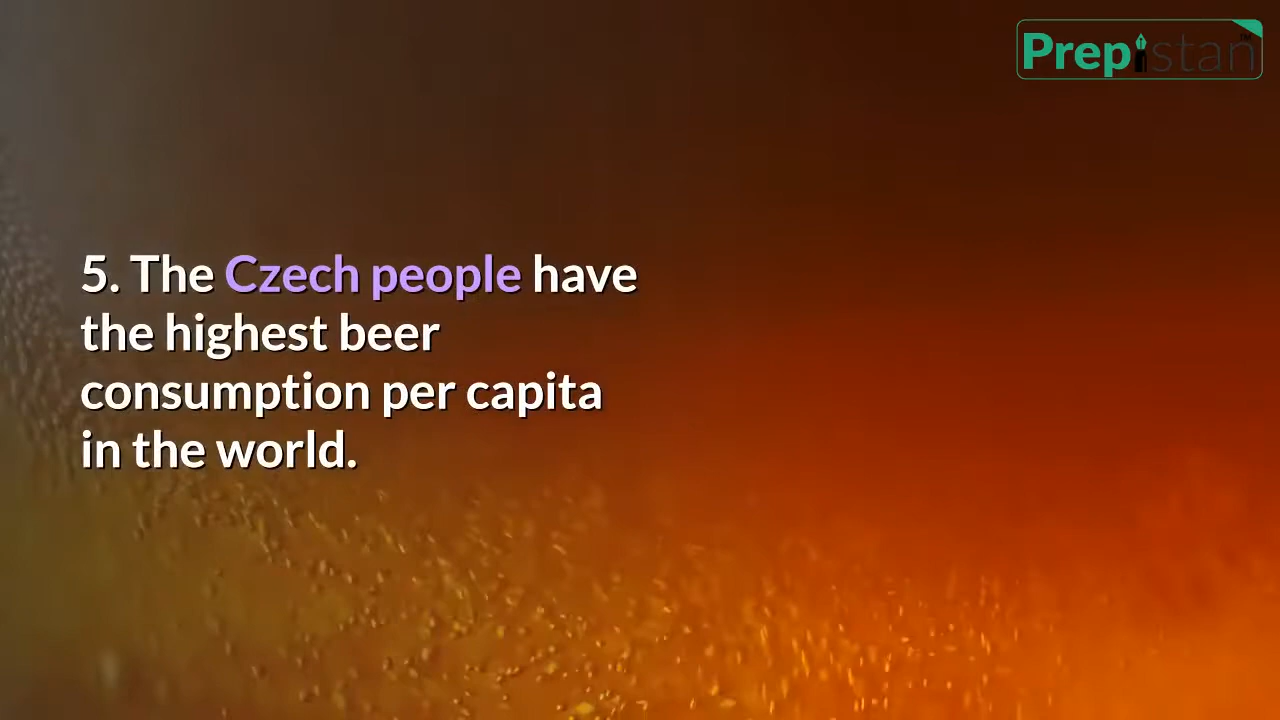 Prepistan
5. The Czech people have
the highest beer
consumption per capita
in the world.